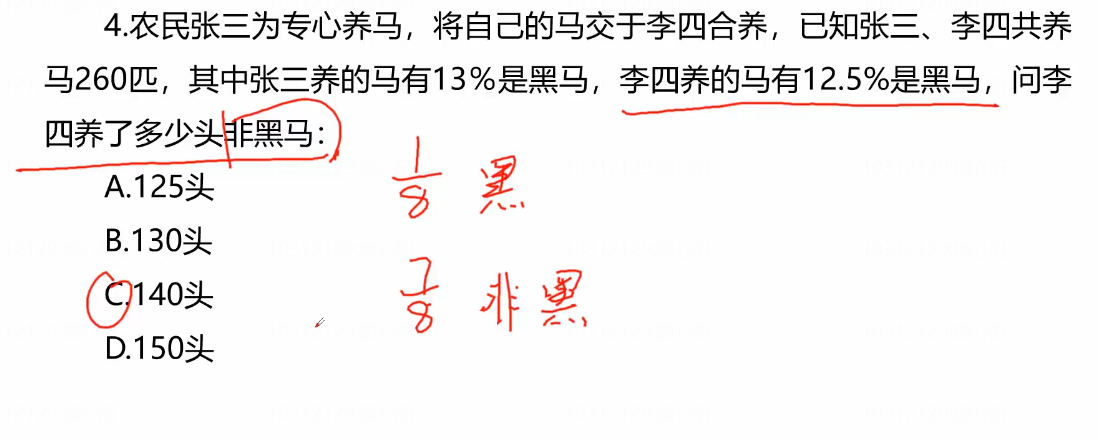 4.农民张三为专心养马，将自己的马交于李四合养，已知张三、李四共养
马260匹，其中张三养的马有13%是黑马，李四养的马有12.5%是黑马，问李
四养了多少头非黑马：
A.125头
1/8 黑
B.130头
C.140头
7/8 非黑
D.150头